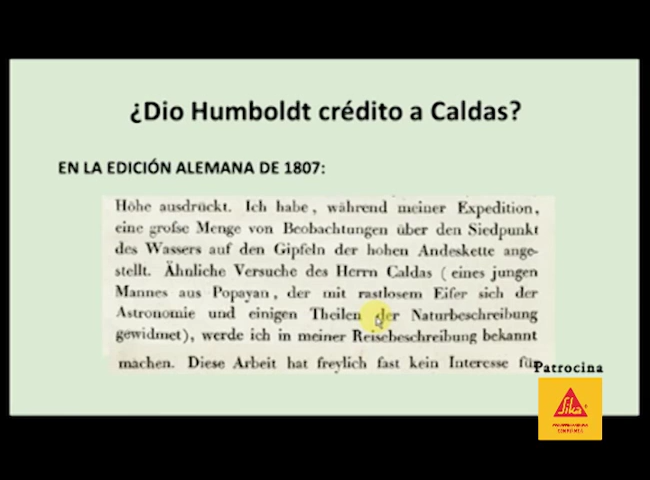 ¿Dio Humboldt crédito a Caldas?
EN LA EDICIÓN ALEMANA DE 1807:
Höhe ausdrückt. Ich habe, während meiner Expedition,
eine große Menge von Beobachtungen über den Siedpunkt
des Wassers auf den Gipfeln der hohen Andeskette ange-
stellt. Ähnliche Versuche des Herrn Caldas (eines jungen
Mannes aus Popayan, der mit rastlosem Eifer sich der
Astronomie und einigen Theilen der Naturbeschreibung
gewidmet), werde ich in meiner Reisebeschreibung bekannt
machen. Diese Arbeit hat freylich fast kein Interesse für
Patrocina
Sika